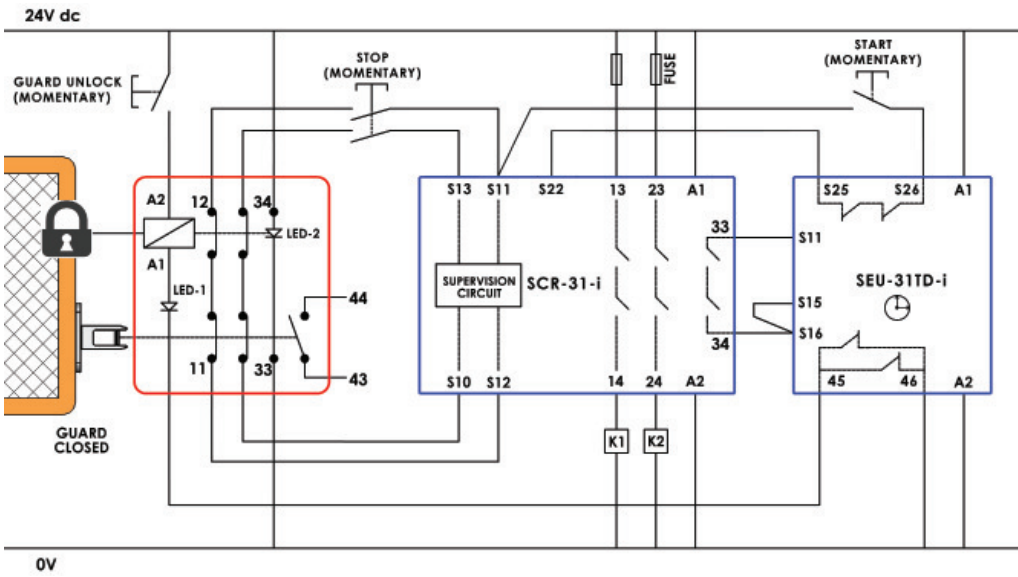 24V dc
GUARD UNLOCK
(MOMENTARY)
STOP
(MOMENTARY)
FUSE
START
(MOMENTARY)
A2
12
34
LED-2
A1
LED-1
44
11
33
43
GUARD
CLOSED
S13
S11
S22
13
23
A1
33
SUPERVISION
CIRCUIT
SCR-31-i
34
S10
S12
14
24
A2
K1
K2
S25
S26
A1
S11
SEU-31TD-i
S15
S16
45
46
A2
0V